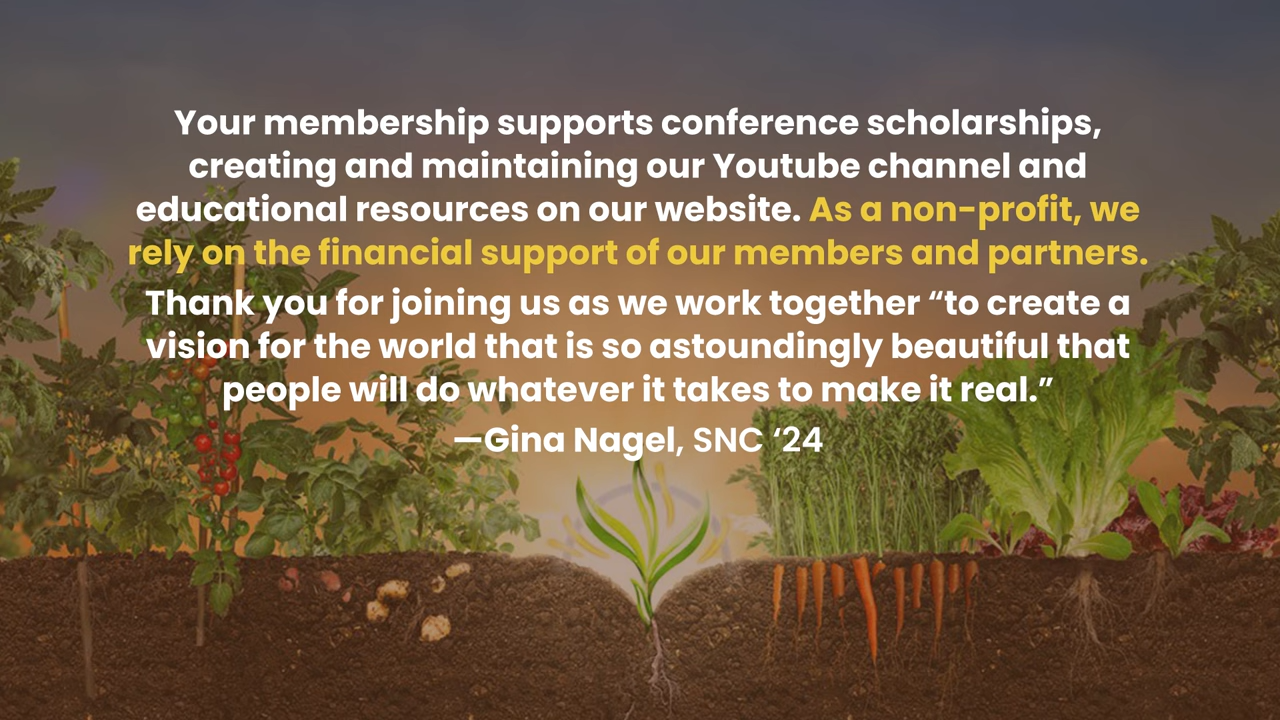 Your membership supports conference scholarships,
creating and maintaining our Youtube channel and
educational resources on our website. As a non-profit, we
rely on the financial support of our members and partners.
Thank you for joining us as we work together “to create a
vision for the world that is so astoundingly beautiful that
people will do whatever it takes to make it real.”
—Gina Nagel, SNC ‘24